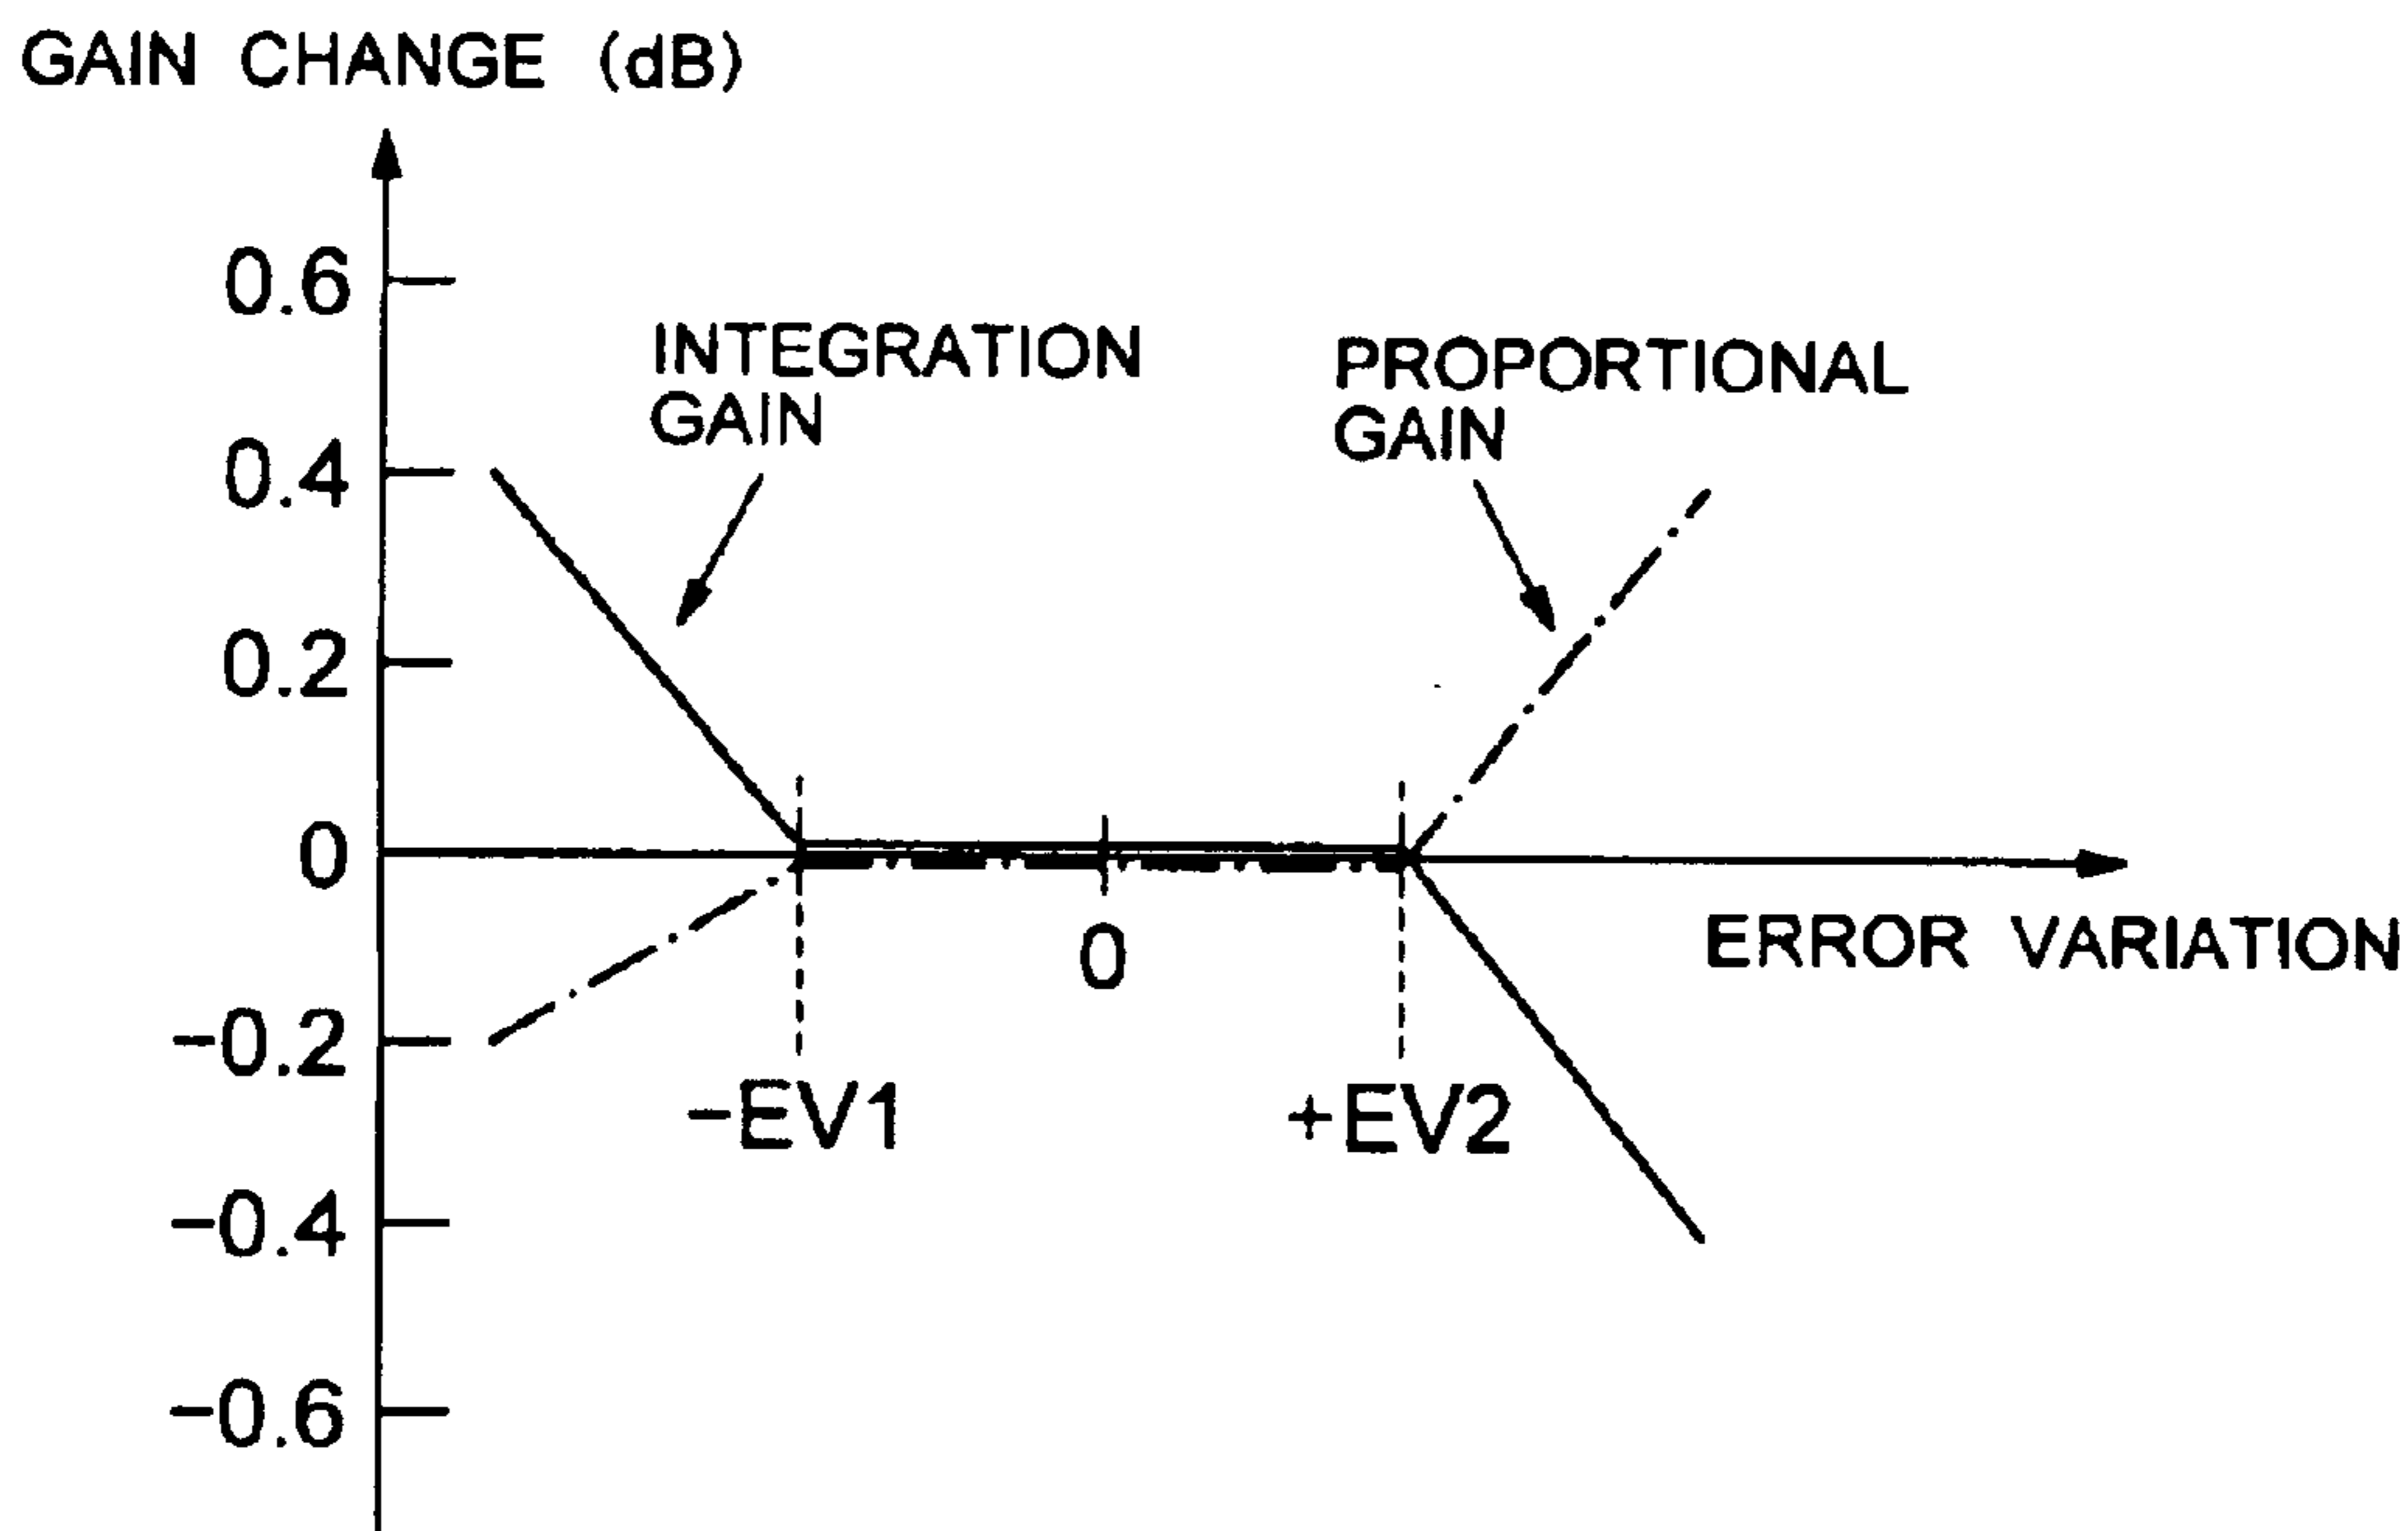 GAIN CHANGE (dB)
0.6
INTEGRATION
GAIN
PROPORTIONAL
GAIN
0.4
0.2
0
0
ERROR VARIATION
-0.2
-EV1
+EV2
-0.4
-0.6